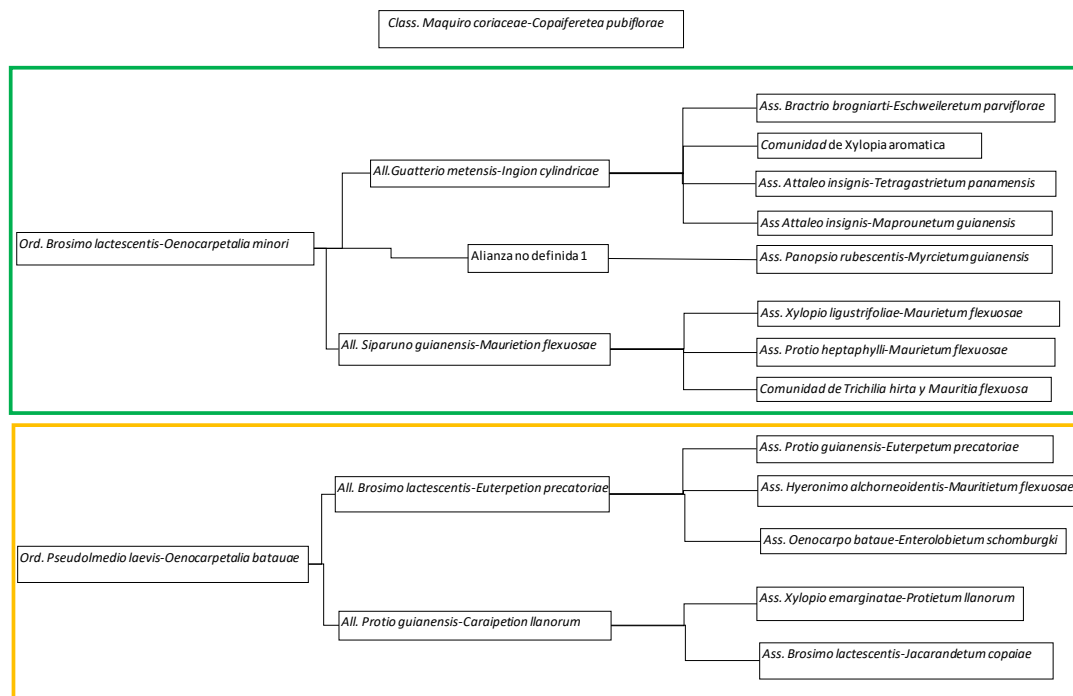 Class. Maquiro coriaceae-Copaiferetea pubiflorae
Ass. Bractrio brogniarti-Eschweileretum parviflorae
Comunidad de Xylopia aromatica
All.Guatterio metensis-Ingion cylindricae
Ass. Attaleo insignis-Tetragastrietum panamensis
Ass Attaleo insignis-Maprounetum guianensis
Ord. Brosimo lactescentis-Oenocarpetalia minori
Alianza no definida 1
Ass. Panopsio rubescentis-Myrcietum guianensis
Ass. Xylopio ligustrifoliae-Maurietum flexuosae
All. Siparuno guianensis-Maurietion flexuosae
Ass. Protio heptaphylli-Maurietum flexuosae
Comunidad de Trichilia hirta y Mauritia flexuosa
Ass. Protio guianensis-Euterpetum precatoriae
All. Brosimo lactescentis-Euterpetion precatoriae
Ass. Hyeronimo alchorneoidentis-Mauritietum flexuosae
Ass. Oenocarpo bataue-Enterolobietum schomburgki
Ord. Pseudolmedio laevis-Oenocarpetalia batauae
Ass. Xylopio emarginatae-Protietum llanorum
All. Protio guianensis-Caraipetion llanorum
Ass. Brosimo lactescentis-Jacarandetum copaiae